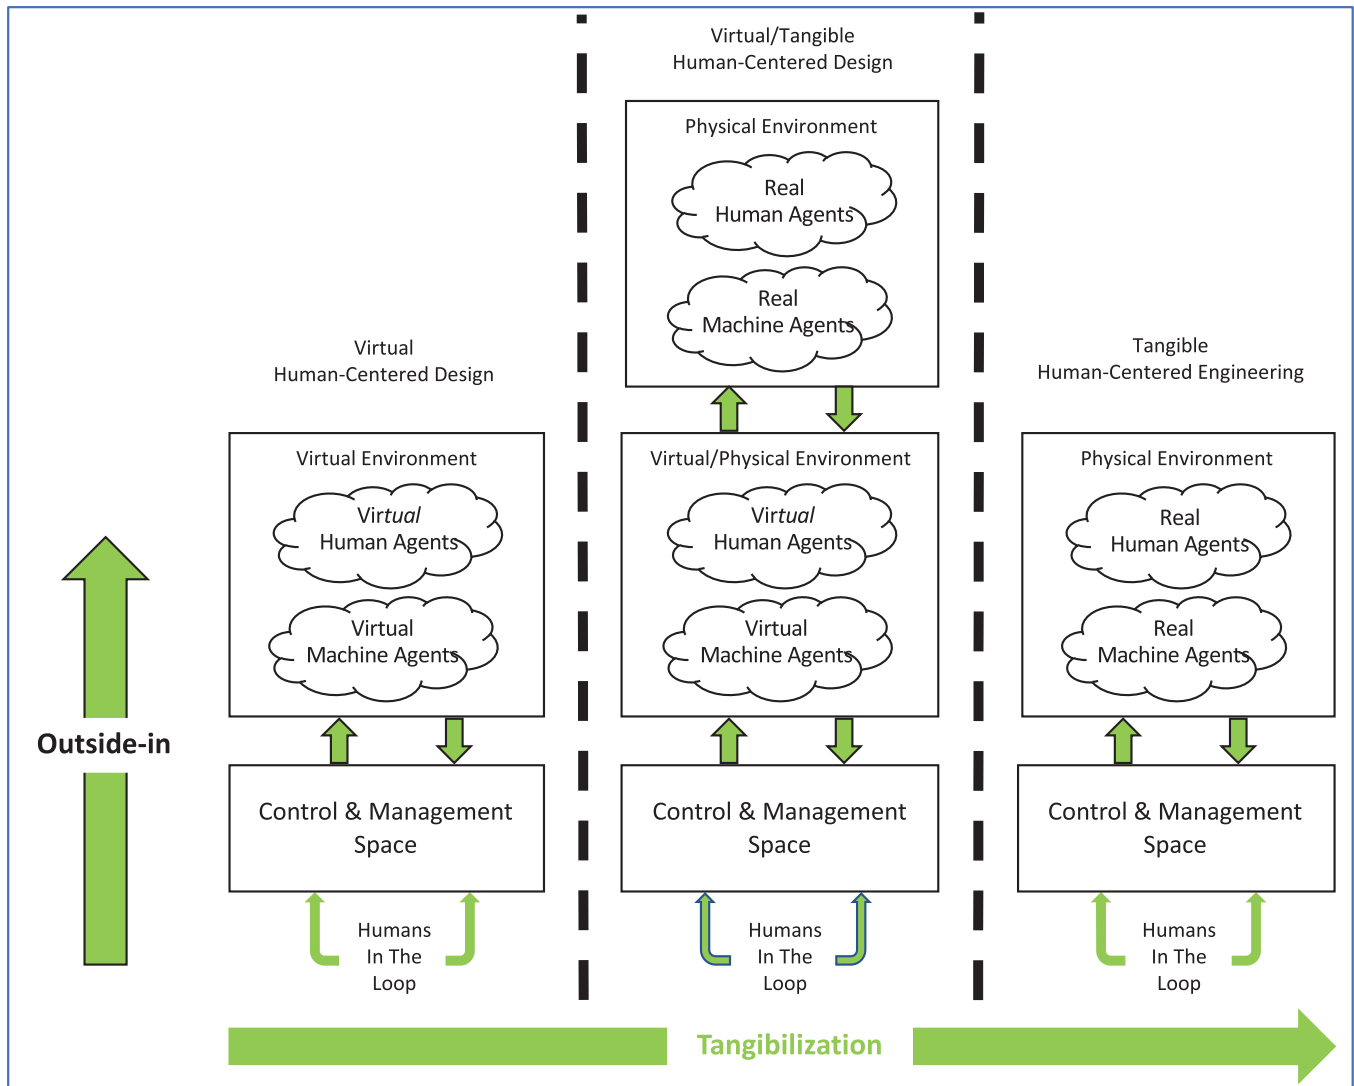 Virtual/Tangible
Human-Centered Design
Physical Environment
Real
Human Agents
Real
Machine Agents
Virtual
Human-Centered Design
Tangible
Human-Centered Engineering
Virtual Environment
Virtual
Human Agents
Virtual
Machine Agents
Virtual/Physical Environment
Virtual
Human Agents
Virtual
Machine Agents
Physical Environment
Real
Human Agents
Real
Machine Agents
Outside-in
Control & Management
Space
Control & Management
Space
Control & Management
Space
Humans
In The
Loop
Humans
In The
Loop
Humans
In The
Loop
Tangibilization